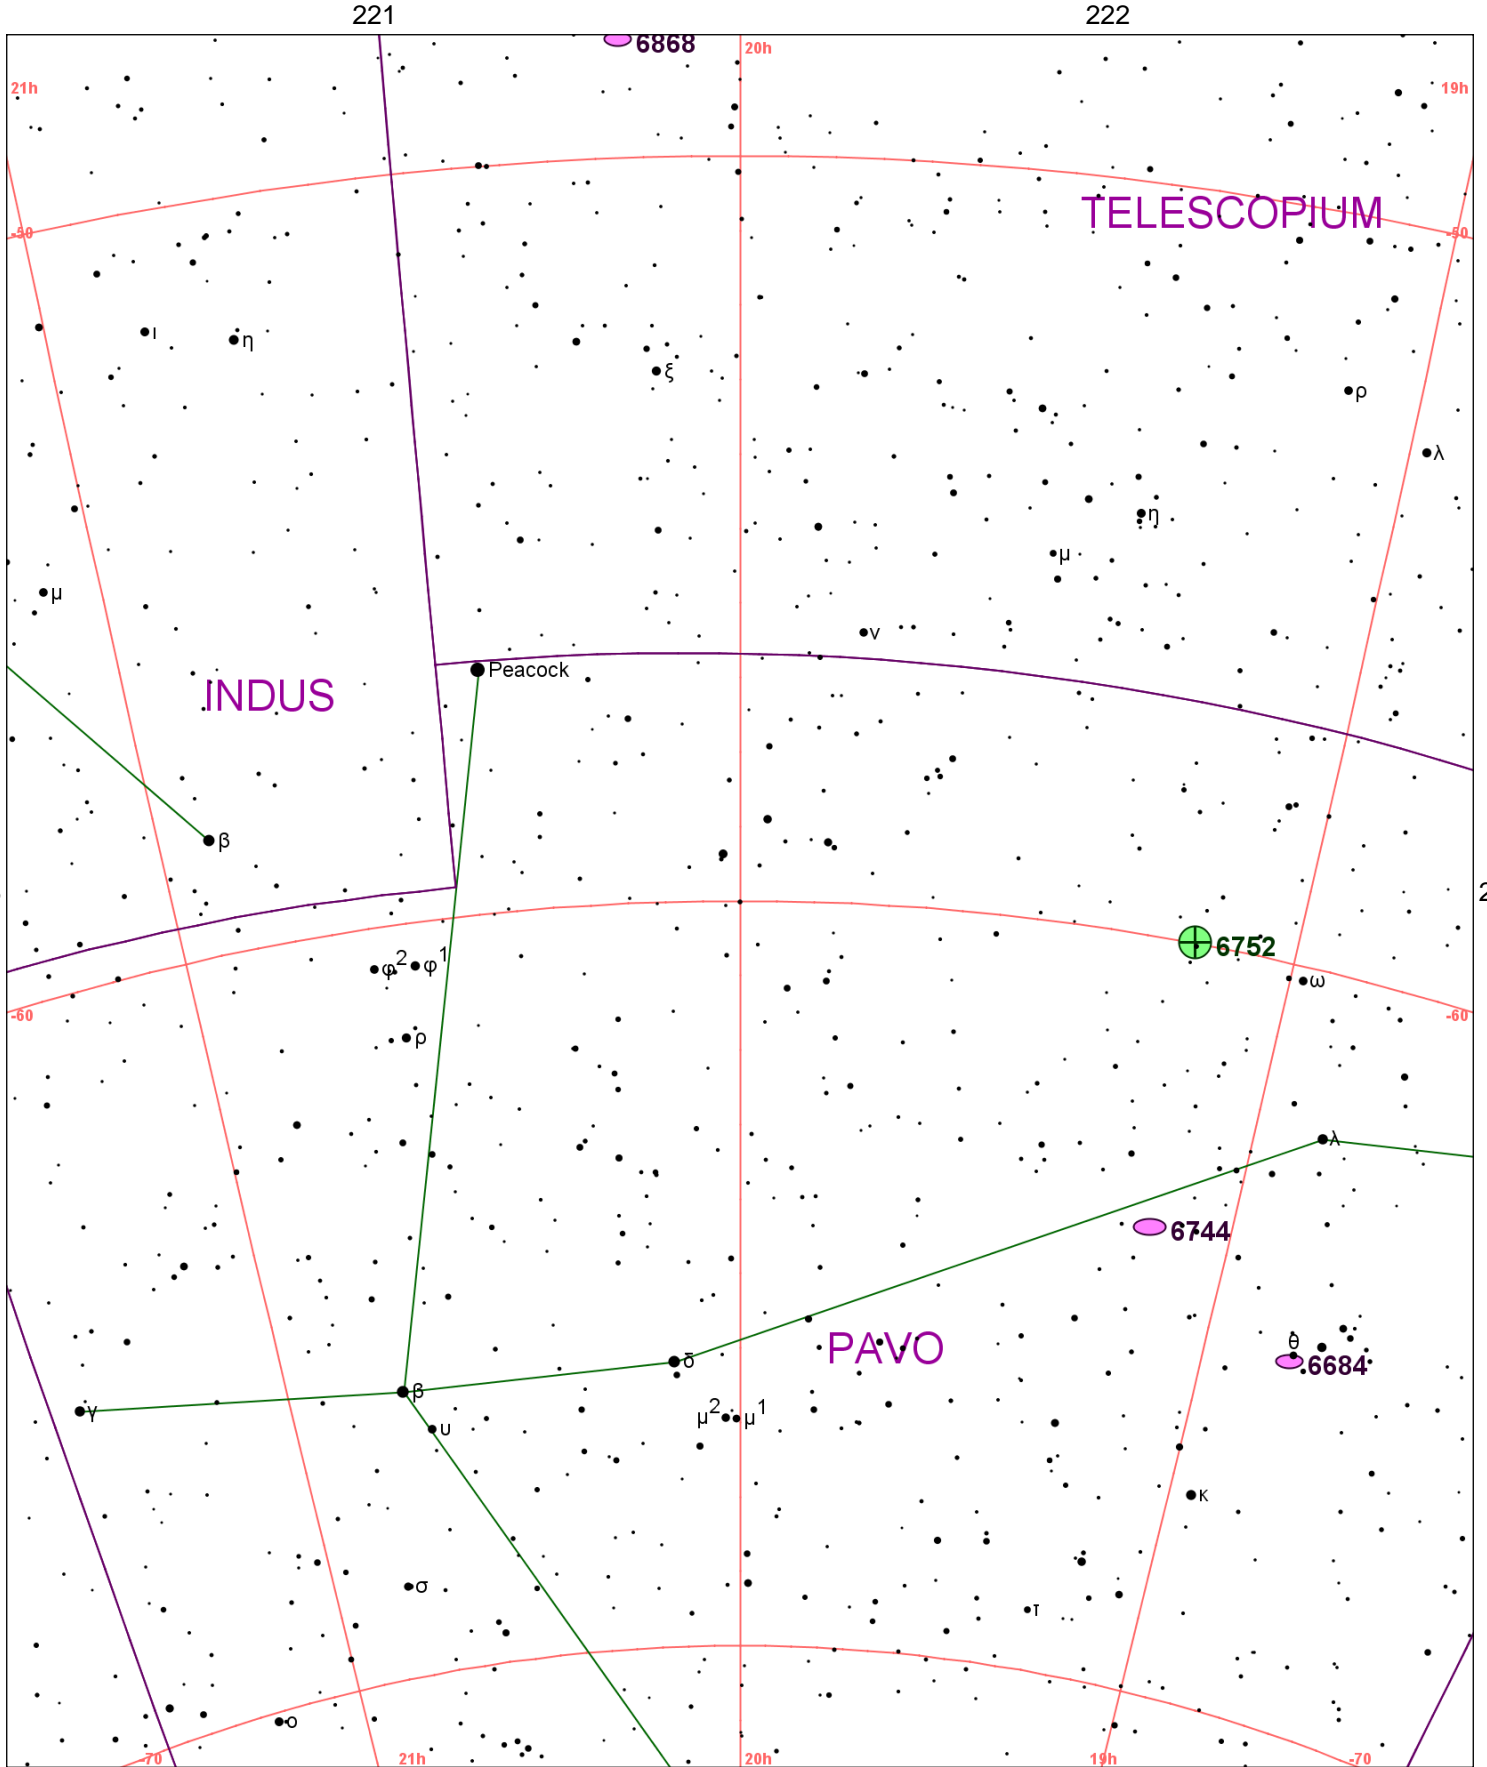 221 222
6868 20h
21h 19h
TELESCOPIUM
-50 -50
ι η
ξ
ρ
λ
η
μ
μ
ν
Peacock
INDUS
β
6752
φ2 φ1
ω
-60 -60
ρ
λ
6744
θ
PAVO
δ 6684
β
γ
μ2 μ1
υ
κ
σ
τ
ο
-70 21h 20h 19h -70